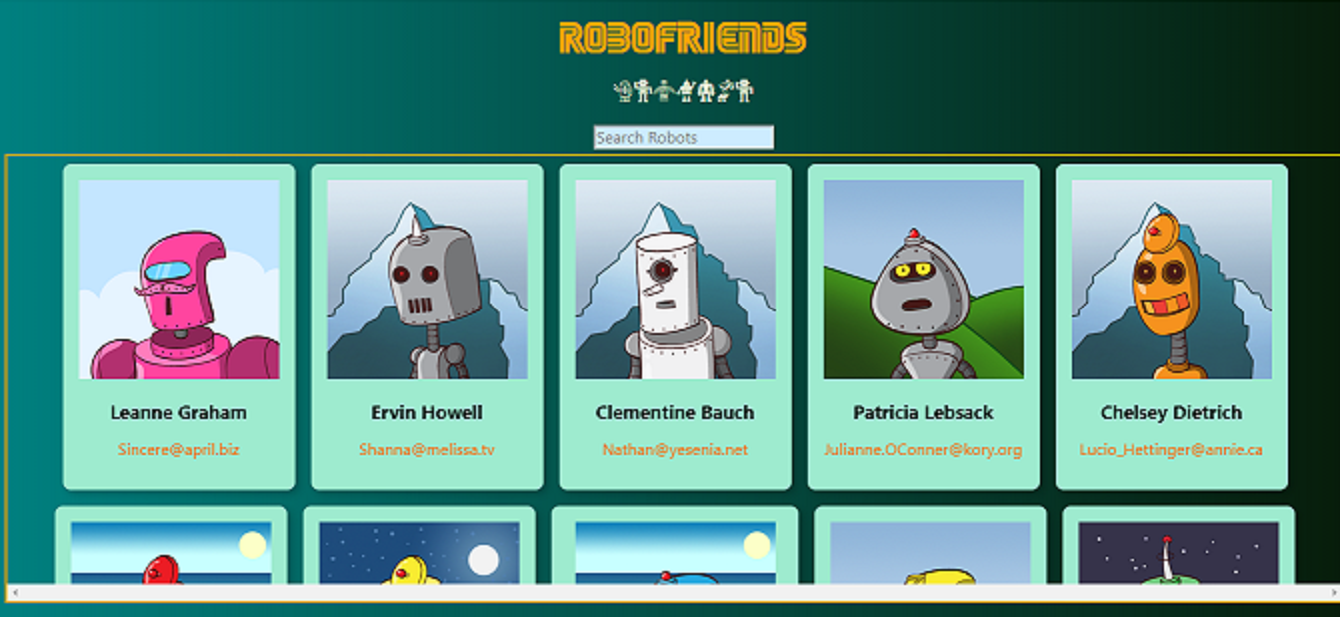 ROBOFRIENDS
Search Robots
Leanne Graham
Ervin Howell
Clementine Bauch
Patricia Lebsack
Chelsey Dietrich
Sincere@april.biz
Shanna@melissa.tv
Nathan@yesenia.net
Julianne.OConner@kory.org
Lucio_Hettinger@annie.ca